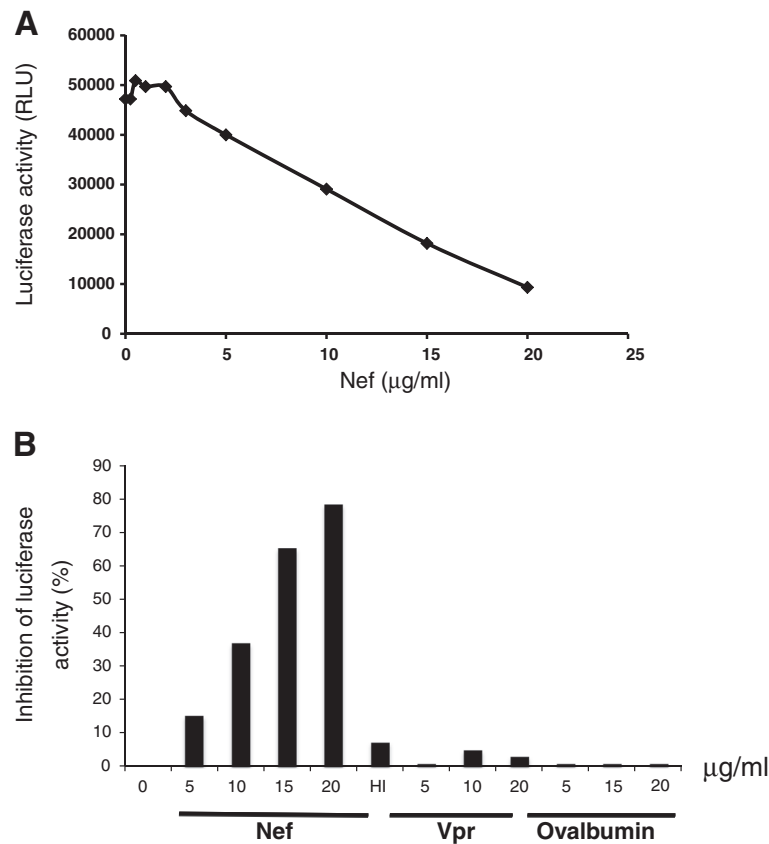 A
Luciferase activity (RLU)
60000
50000
40000
30000
20000
10000
0
0 5 10 15 20 25
Nef (μg/ml)
B
Inhibition of luciferase
activity (%)
90
80
70
60
50
40
30
20
10
0
0 5 10 15 20 HI 5 10 20 5 15 20 μg/ml
Nef Vpr Ovalbumin